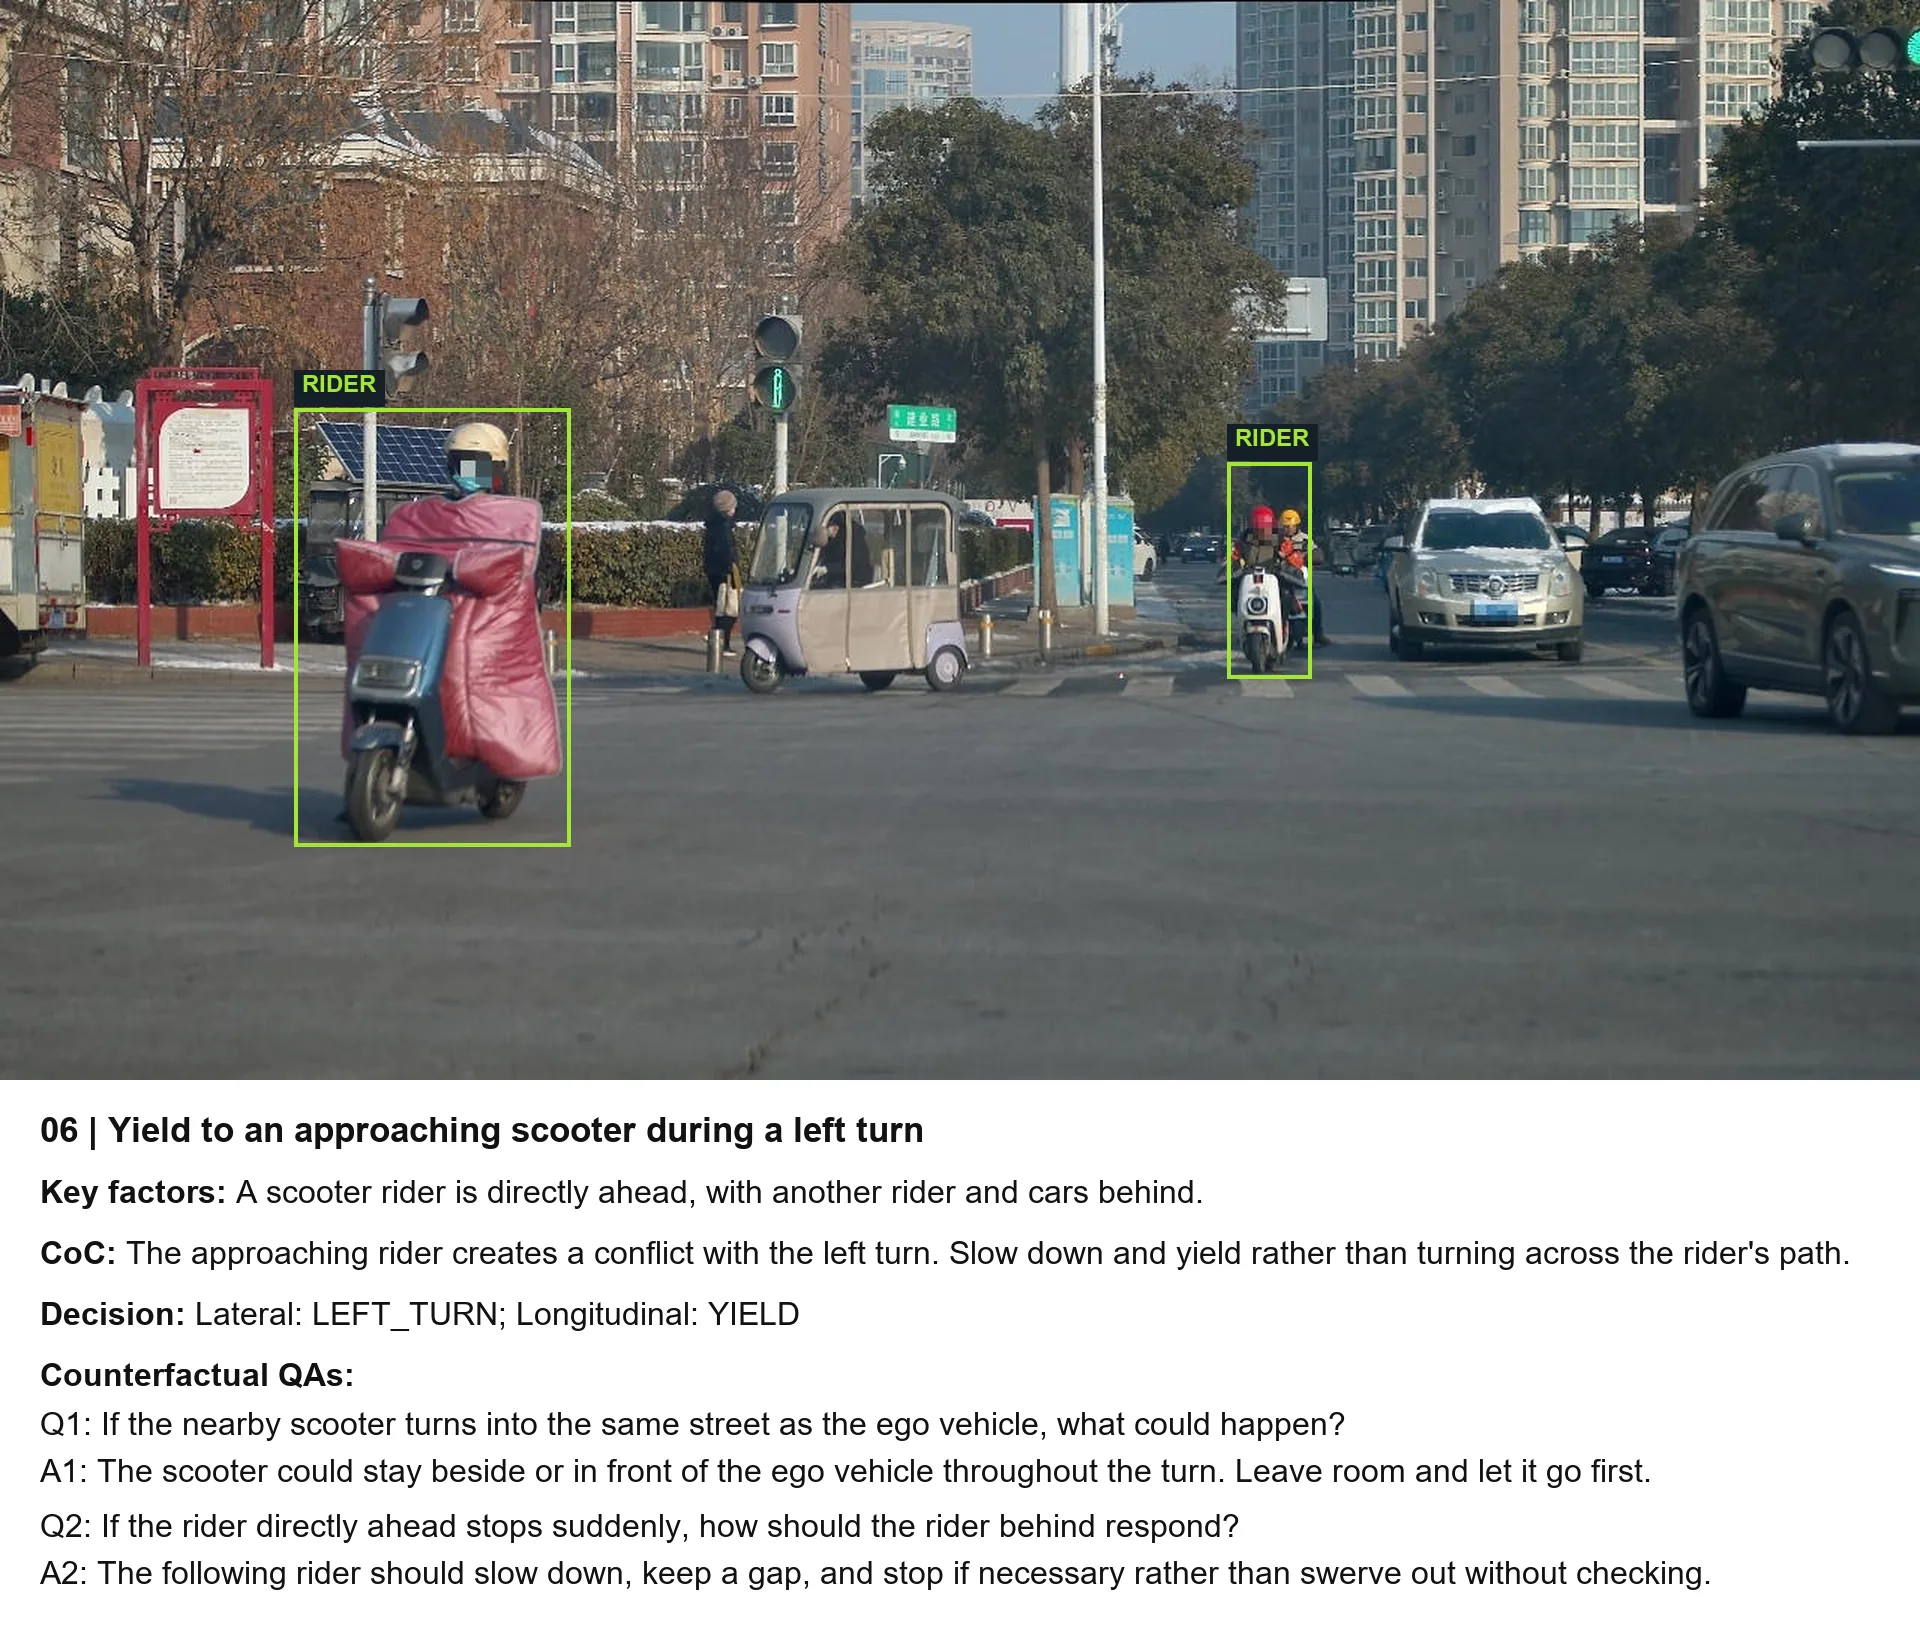 RIDER
RIDER
建业路
06 | Yield to an approaching scooter during a left turn
Key factors: A scooter rider is directly ahead, with another rider and cars behind.
CoC: The approaching rider creates a conflict with the left turn. Slow down and yield rather than turning across the rider's path.
Decision: Lateral: LEFT_TURN; Longitudinal: YIELD
Counterfactual QAs:
Q1: If the nearby scooter turns into the same street as the ego vehicle, what could happen?
A1: The scooter could stay beside or in front of the ego vehicle throughout the turn. Leave room and let it go first.
Q2: If the rider directly ahead stops suddenly, how should the rider behind respond?
A2: The following rider should slow down, keep a gap, and stop if necessary rather than swerve out without checking.